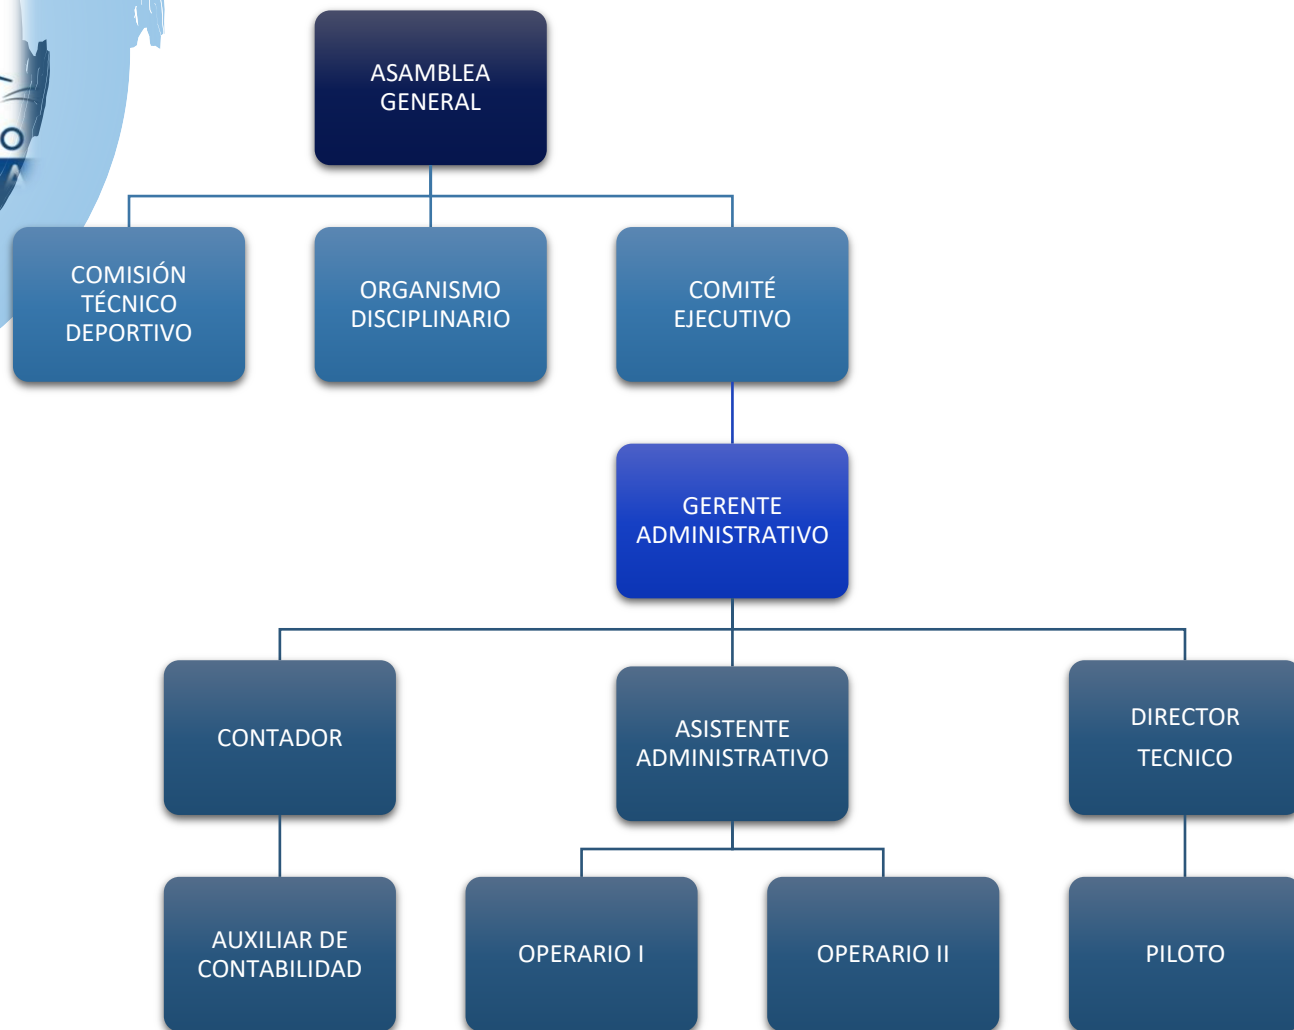 ASAMBLEA
GENERAL
COMISIÓN
TÉCNICO
DEPORTIVO
ORGANISMO
DISCIPLINARIO
COMITÉ
EJECUTIVO
GERENTE
ADMINISTRATIVO
CONTADOR
ASISTENTE
ADMINISTRATIVO
DIRECTOR
TECNICO
AUXILIAR DE
CONTABILIDAD
OPERARIO I
OPERARIO II
PILOTO